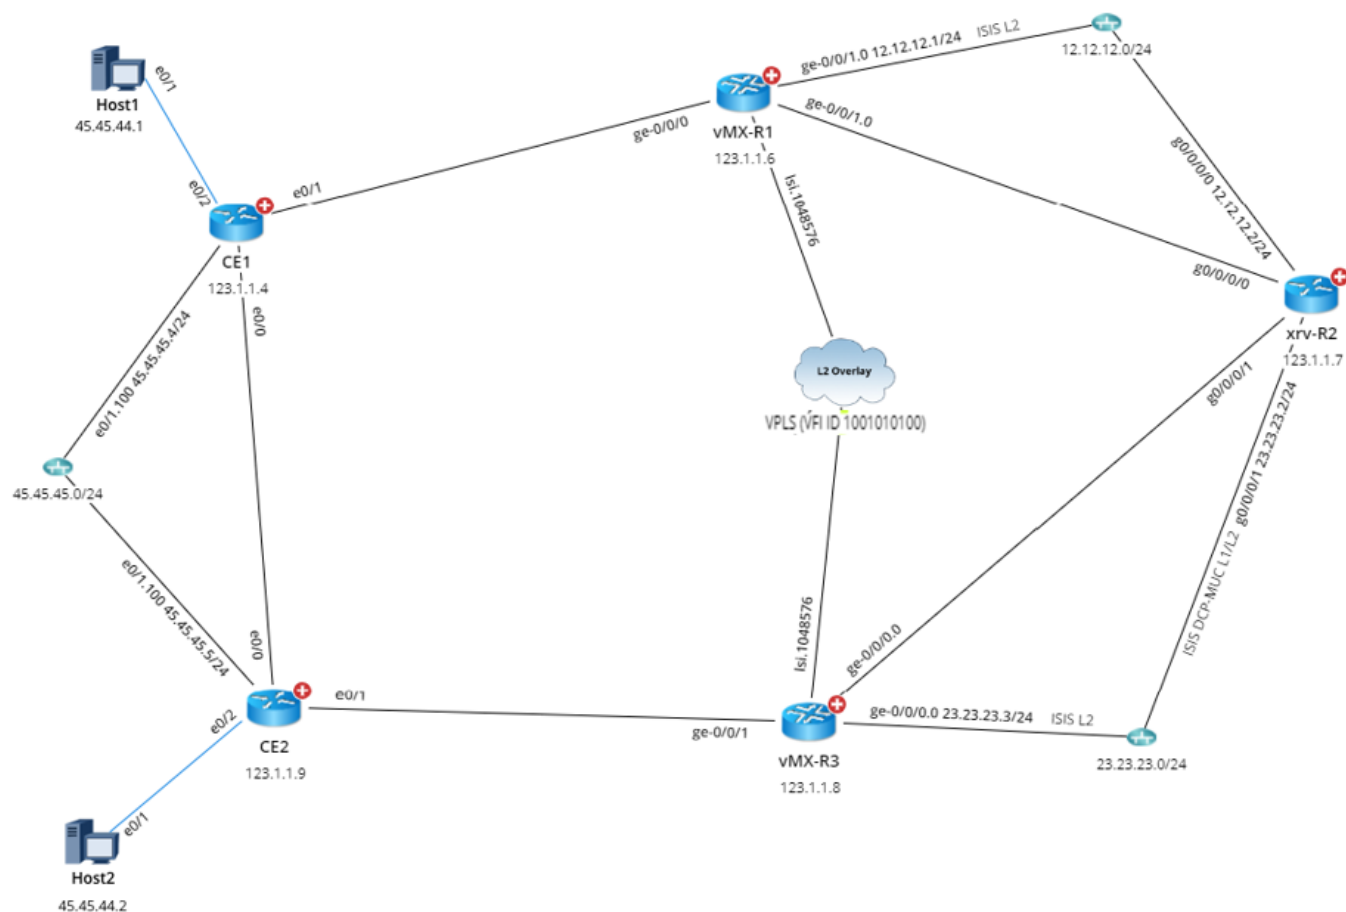 ge-0/0/1.0 12.12.12.1/24 ISIS L2
12.12.12.0/24
e0/1
Host1
45.45.44.1
ge-0/0/0
vMX-R1
123.1.1.6
ge-0/0/1.0
g0/0/0/0 12.12.12.2/24
e0/2
e0/1
lsi.1048576
CE1
123.1.1.4
g0/0/0/0
e0/0
xrv-R2
123.1.1.7
e0/1.100 45.45.45.4/24
L2 Overlay
VPLS (VFI ID 1001010100)
g0/0/0/1
ISIS DCP-MUC L1/L2 g0/0/0/1 23.23.23.2/24
45.45.45.0/24
e0/1.100 45.45.45.5/24
e0/0
lsi.1048576
ge-0/0/0.0
e0/1
e0/2
CE2
123.1.1.9
ge-0/0/1
ge-0/0/0.0 23.23.23.3/24 ISIS L2
vMX-R3
123.1.1.8
23.23.23.0/24
e0/1
Host2
45.45.44.2